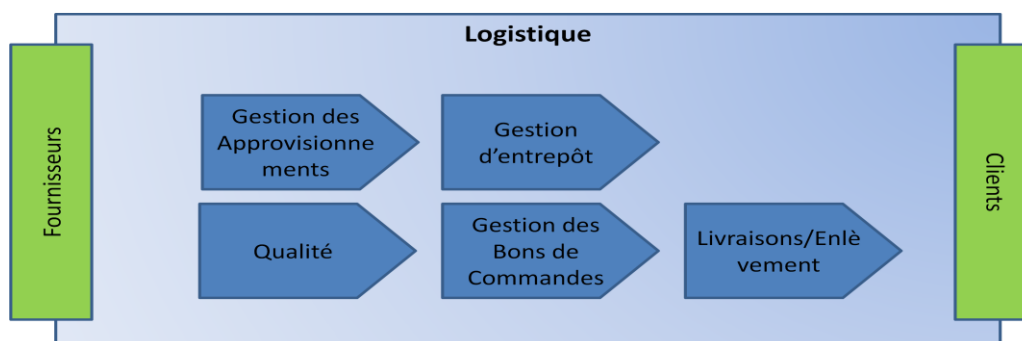 Logistique
Fournisseurs
Gestion des
Approvisionne
ments
Gestion
d'entrepôt
Qualité
Gestion des
Bons de
Commandes
Livraisons/Enlè
vement
Clients